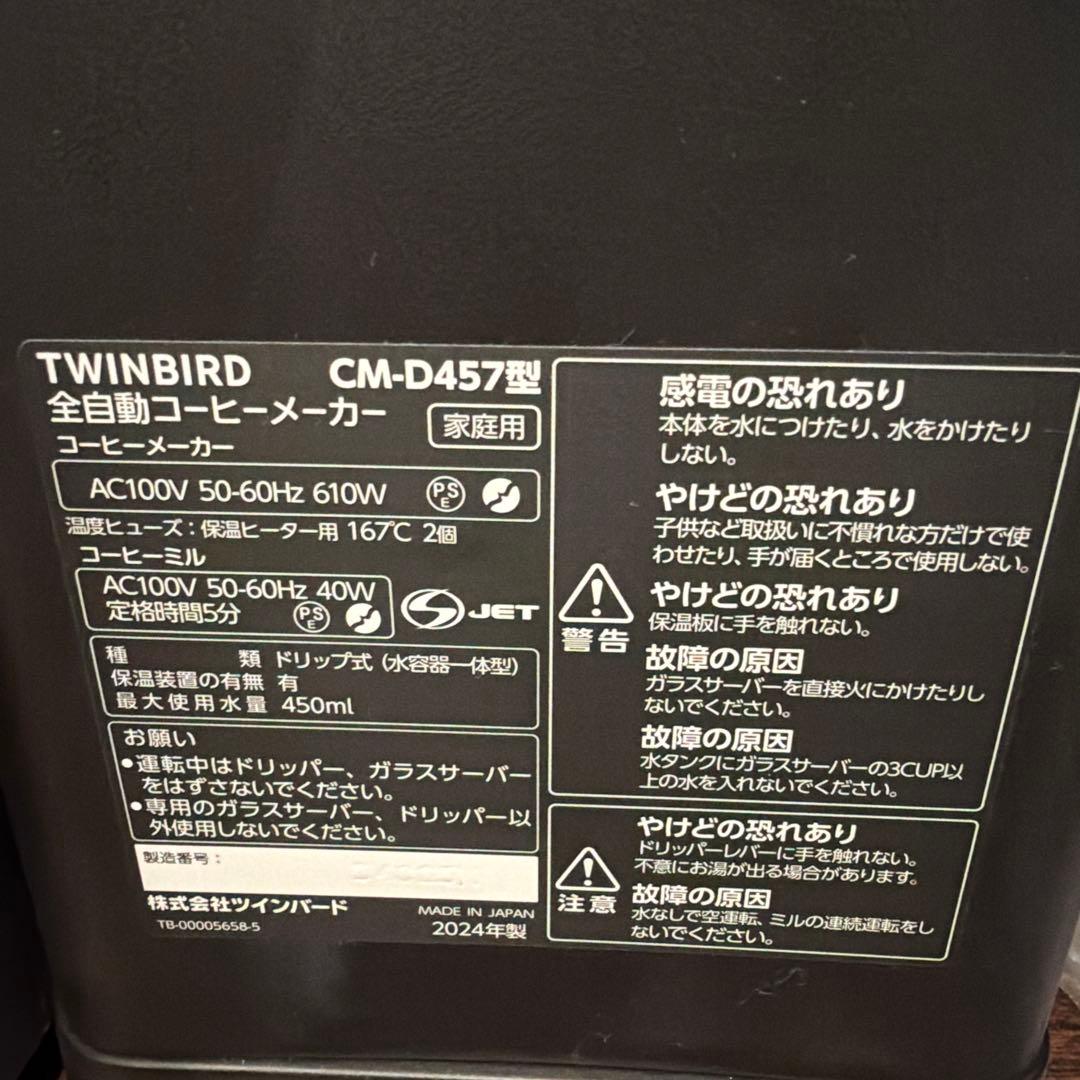 TWINBIRD CM-D457型
全自動コーヒーメーカー 家庭用
コーヒーメーカー
AC100V 50-60Hz 610W PSE
温度ヒューズ:保温ヒーター用 167℃ 2個
コーヒーミル
AC100V 50-60Hz 40W
定格時間5分 PSE
JET
種類 ドリップ式(水容器一体型)
保温装置の有無 有
最大使用水量 450ml
お願い
●運転中はドリッパー、ガラスサーバー
をはずさないでください。
●専用のガラスサーバー、ドリッパー以
外使用しないでください。
製造番号:
株式会社ツインバード
MADE IN JAPAN
TB-00005658-5
2024年製
警告
感電の恐れあり
本体を水につけたり、水をかけたり
しない。
やけどの恐れあり
子供など取扱いに不慣れな方だけで使
わせたり、手が届くところで使用しない。
やけどの恐れあり
保温板に手を触れない。
故障の原因
ガラスサーバーを直接火にかけたりし
ないでください。
故障の原因
水タンクにガラスサーバーの3CUP以
上の水を入れないでください。
注意
やけどの恐れあり
ドリッパーレバーに手を触れない。
不意にお湯が出る場合があります。
故障の原因
水なしで空運転、ミルの連続運転をし
ないでください。